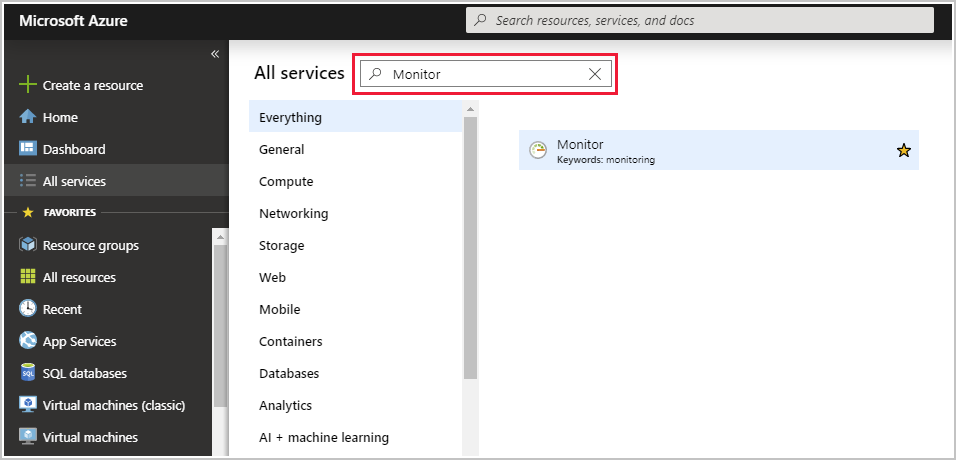 Microsoft Azure
Search resources, services, and docs
«
Create a resource
Home
Dashboard
All services
FAVORITES
Resource groups
All resources
Recent
App Services
SQL
SQL databases
Virtual machines (classic)
Virtual machines
All services
Monitor
Everything
General
Compute
Networking
Storage
Web
Mobile
Containers
Databases
Analytics
AI + machine learning
Monitor
Keywords: monitoring